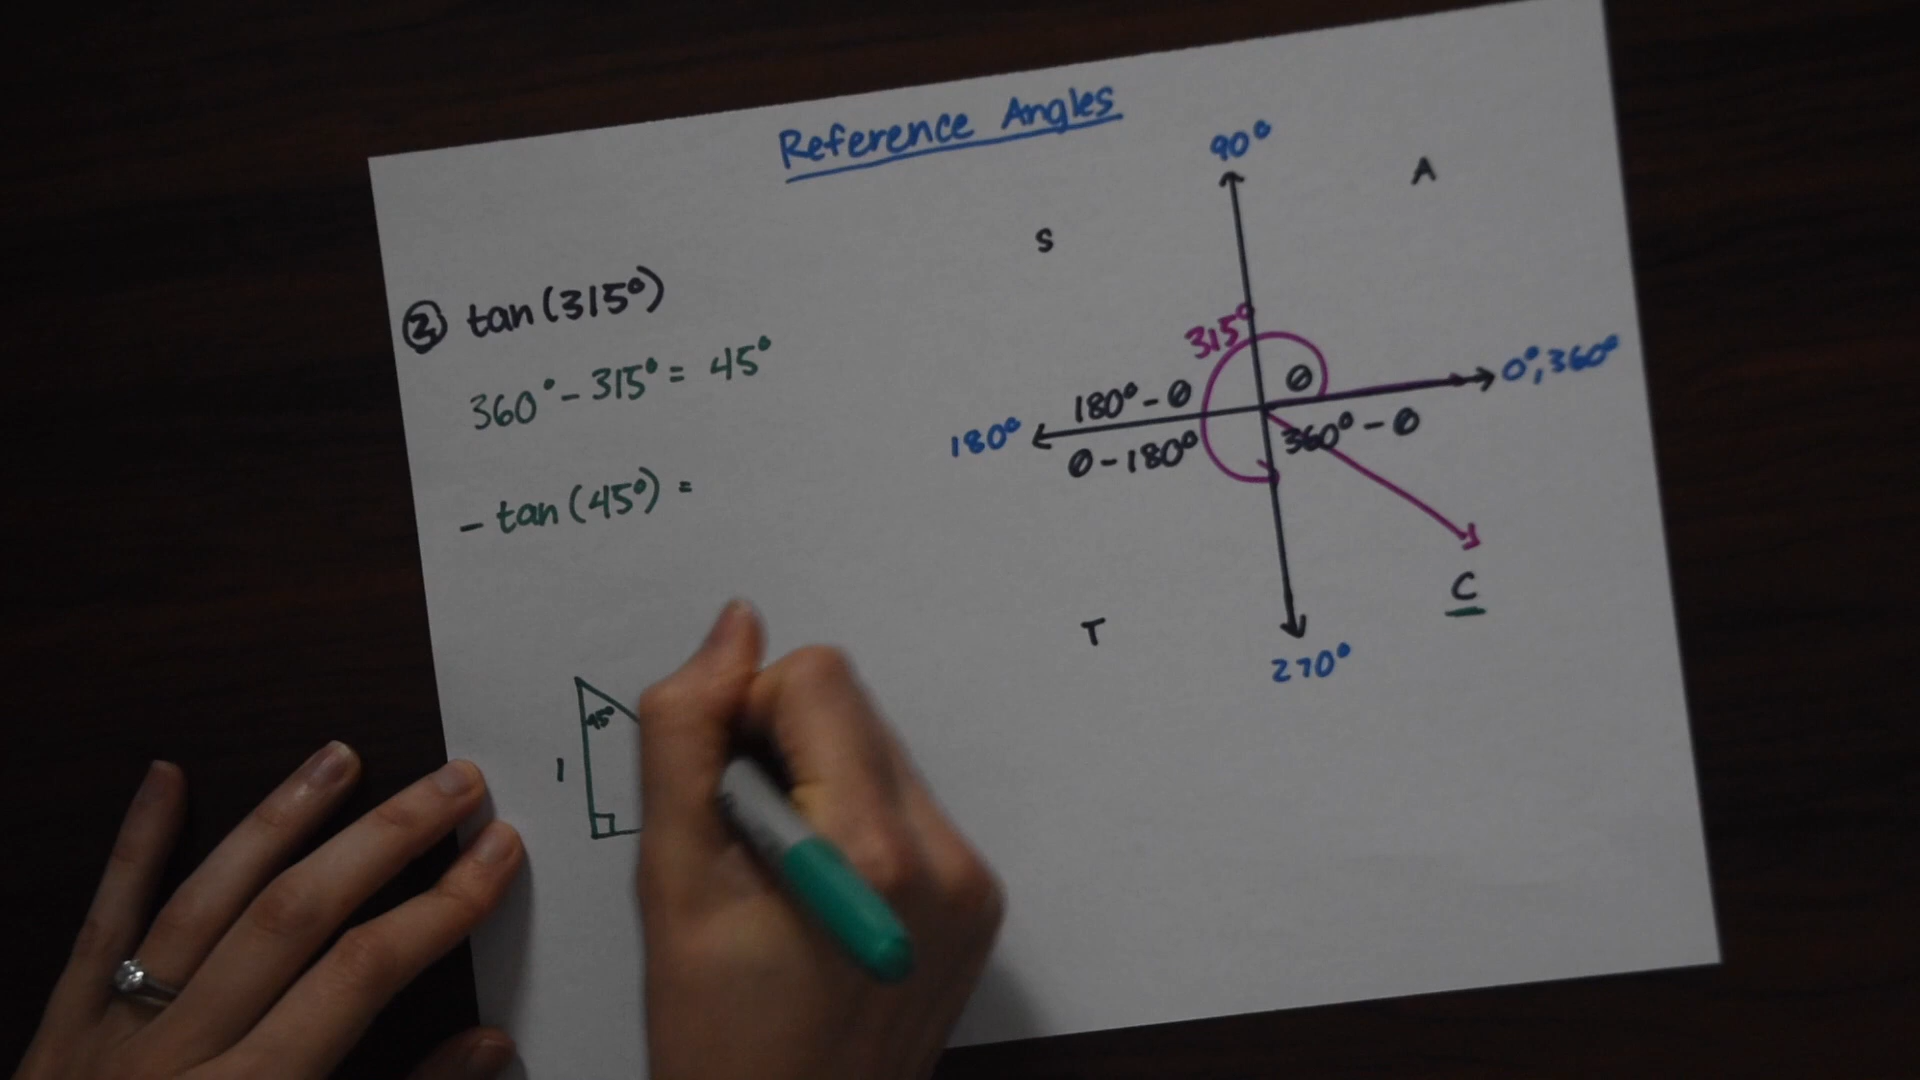 Reference Angles
② tan(315°)
360° - 315° = 45°
- tan(45°) =
45°
1
90°
A
S
315°
θ
0°, 360°
180° - θ
180°
θ - 180°
360° - θ
C
T
270°